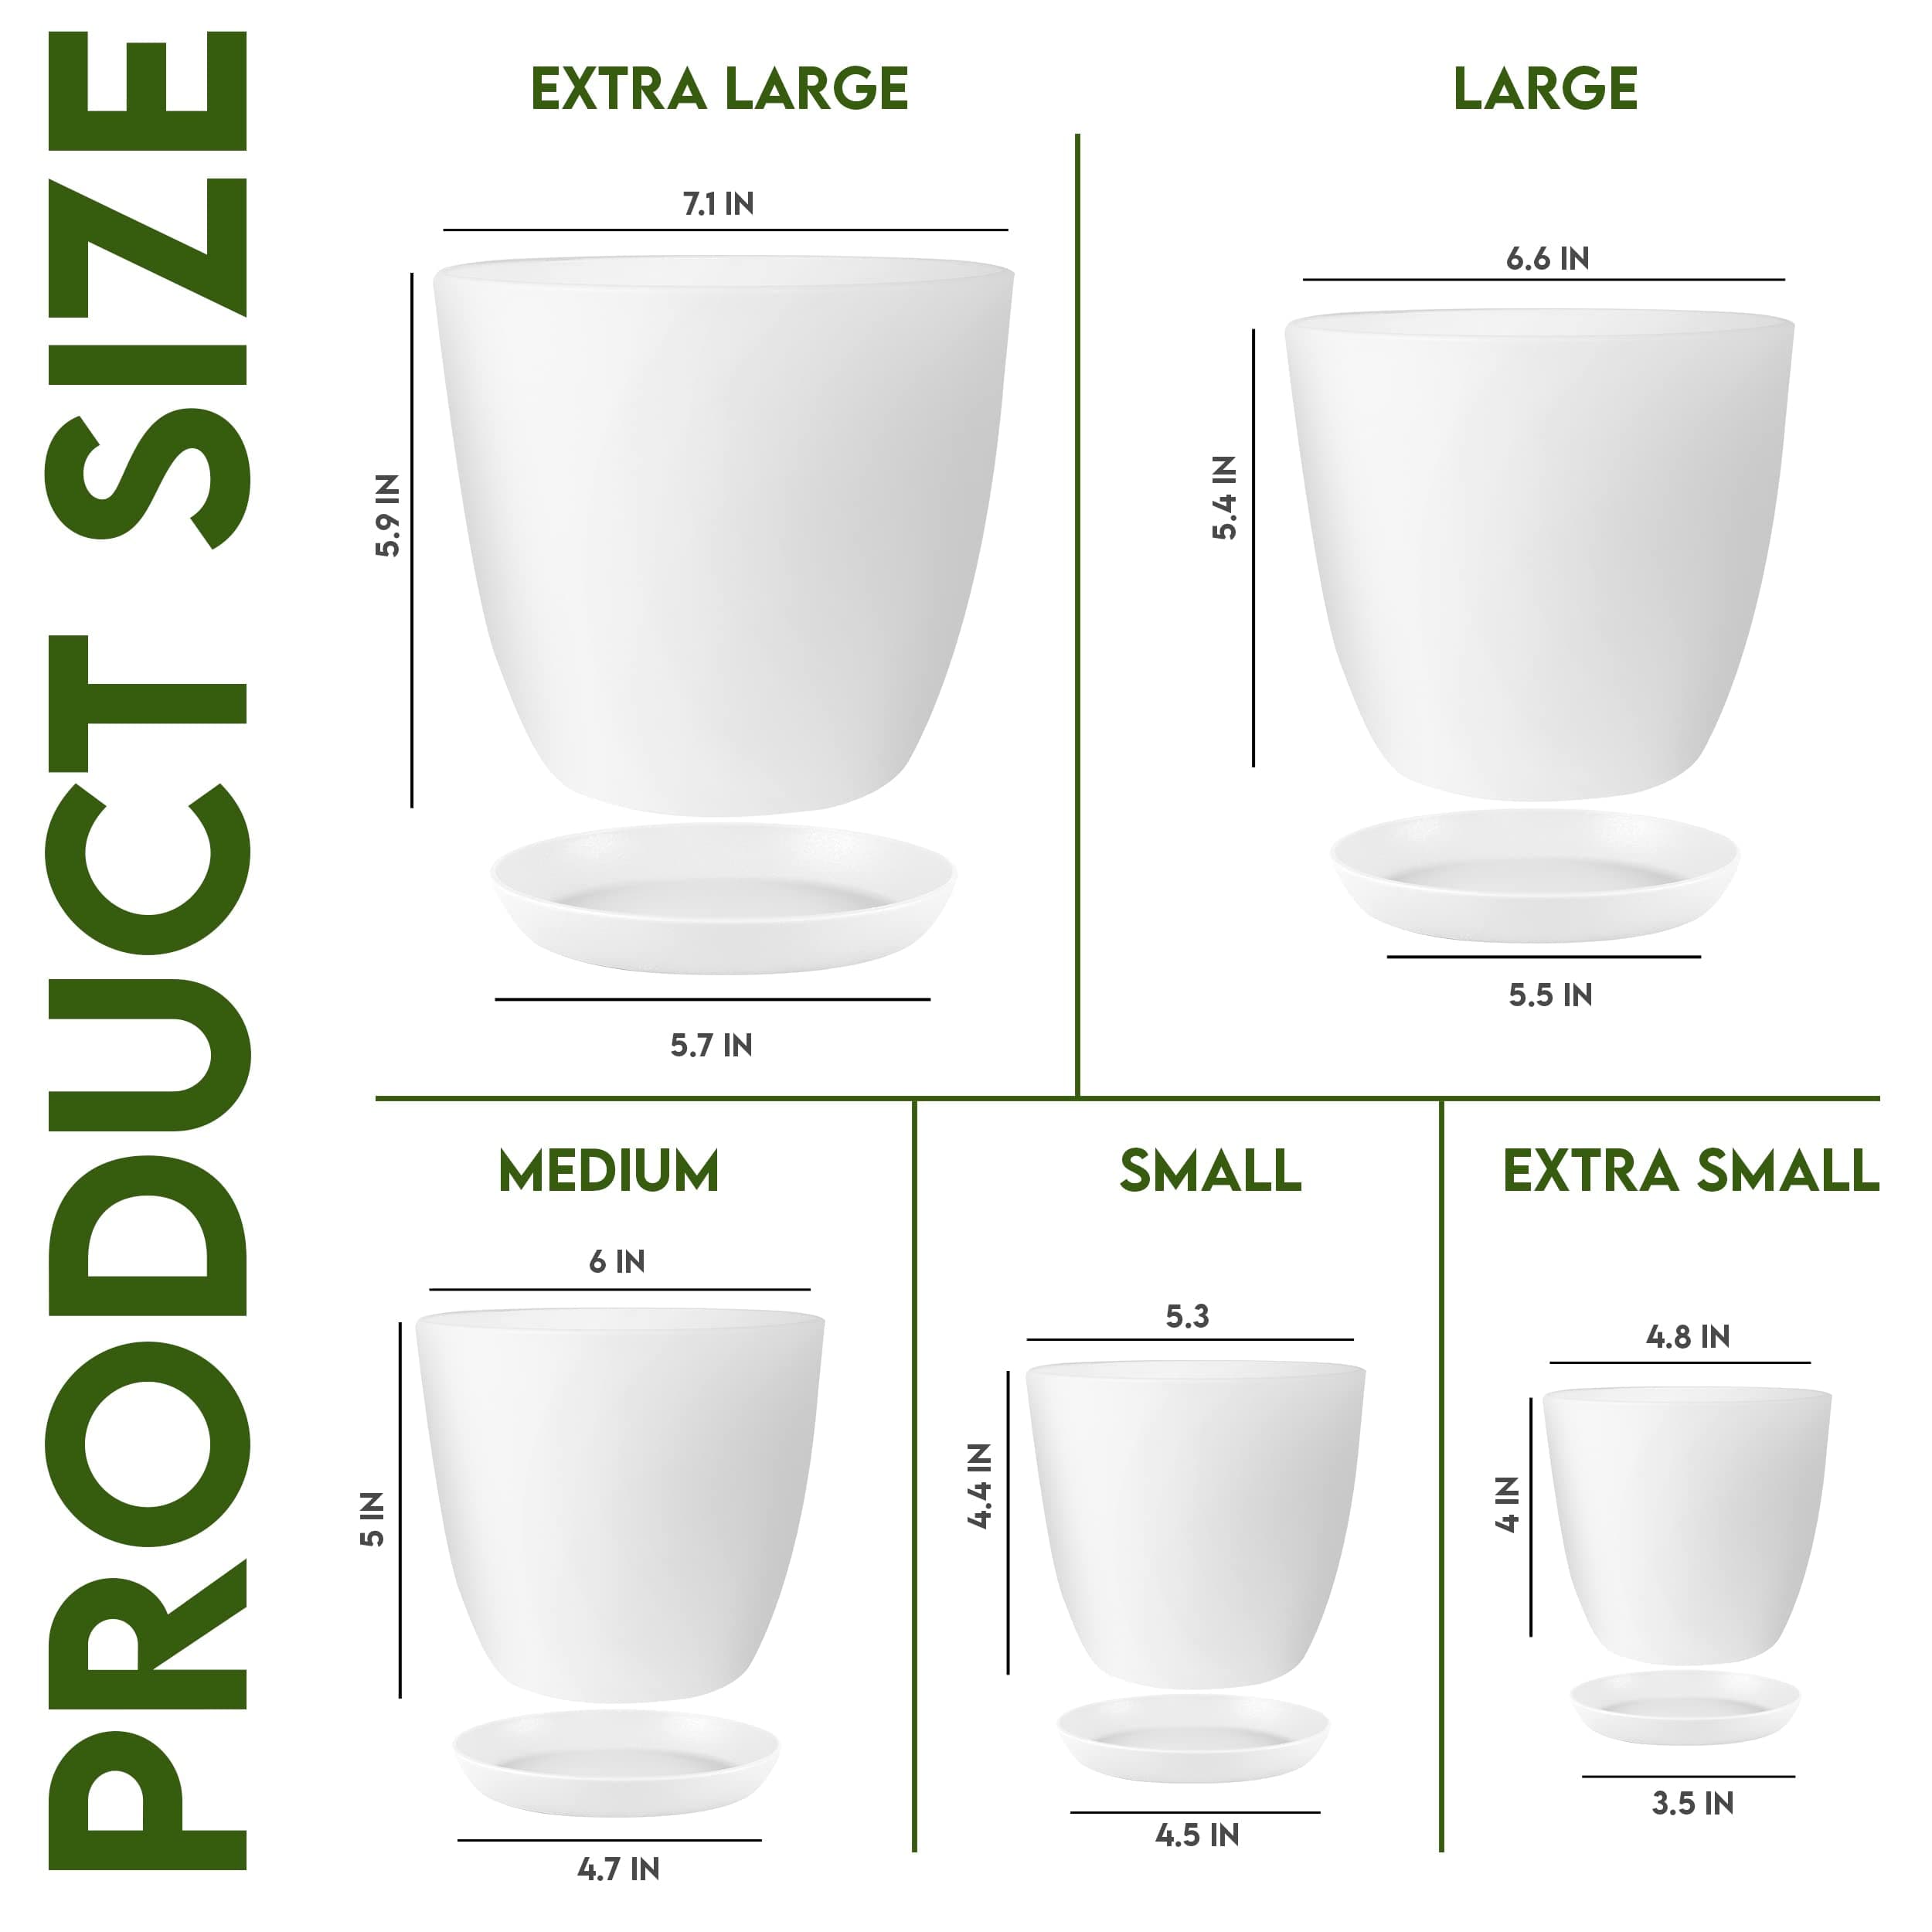 PRODUCT SIZE
EXTRA LARGE
7.1 IN
5.9 IN
5.7 IN
LARGE
6.6 IN
5.4 IN
5.5 IN
MEDIUM
6 IN
5 IN
4.7 IN
SMALL
5.3
4.4 IN
4.5 IN
EXTRA SMALL
4.8 IN
4 IN
3.5 IN